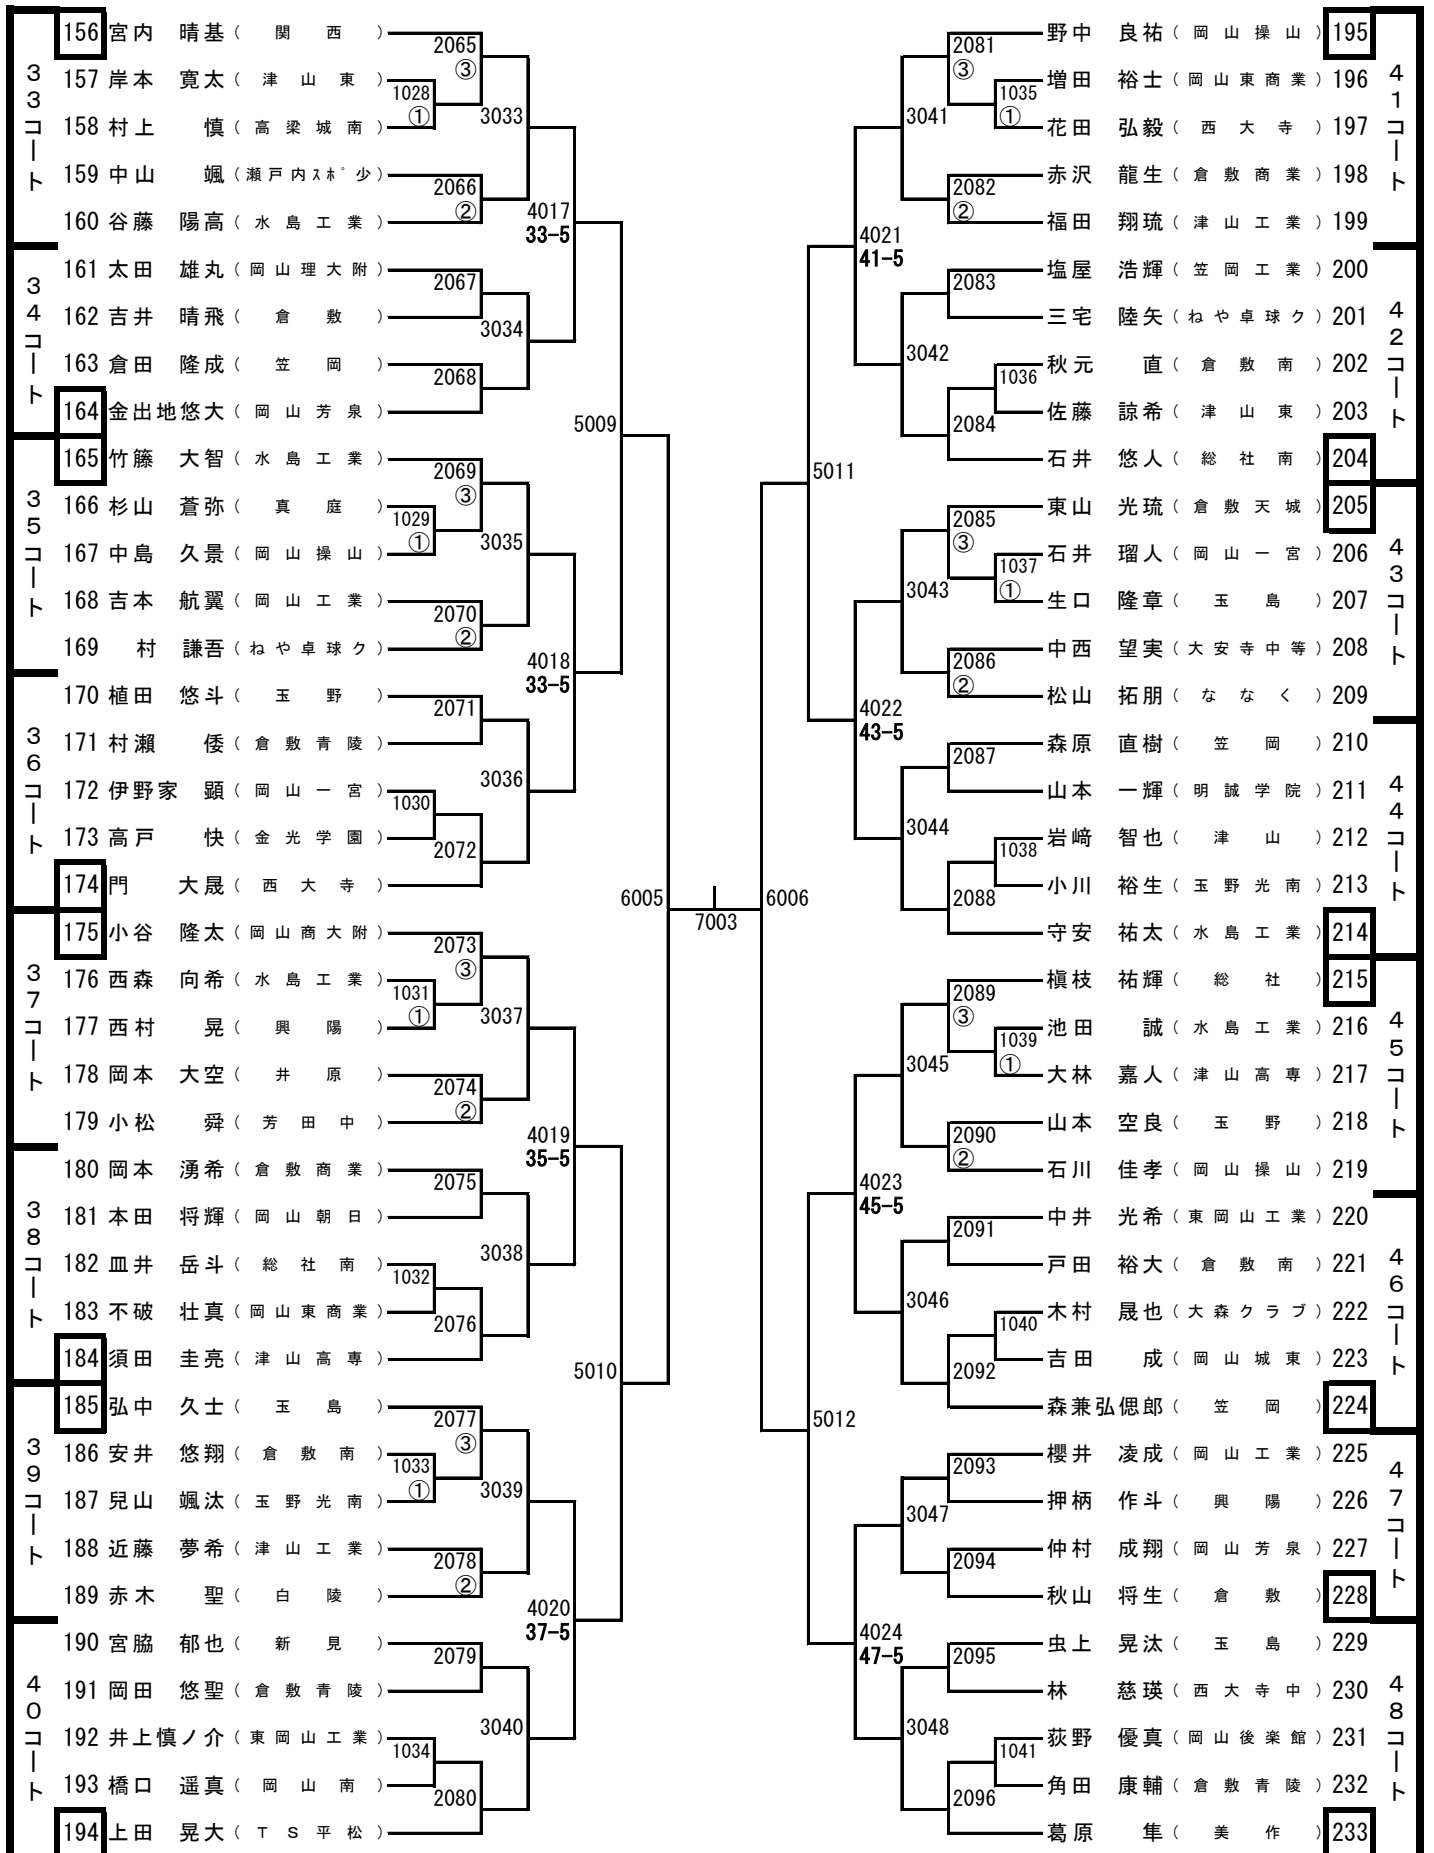 33コート
156 宮内 晴基 (関西)
157 岸本 寛太 (津山東)
158 村上 慎 (高梁城南)
159 中山 颯 (瀬戸内スポ少)
160 谷藤 陽高 (水島工業)
34コート
161 太田 雄丸 (岡山理大附)
162 吉井 晴飛 (倉敷)
163 倉田 隆成 (笠岡)
164 金出地悠大 (岡山芳泉)
35コート
165 竹籐 大智 (水島工業)
166 杉山 蒼弥 (真庭)
167 中島 久景 (岡山操山)
168 吉本 航翼 (岡山工業)
169 村 謙吾 (ねや卓球ク)
36コート
170 植田 悠斗 (玉野)
171 村瀬 倭 (倉敷青陵)
172 伊野家 顕 (岡山一宮)
173 高戸 快 (金光学園)
174 門 大晟 (西大寺)
37コート
175 小谷 隆太 (岡山商大附)
176 西森 向希 (水島工業)
177 西村 晃 (興陽)
178 岡本 大空 (井原)
179 小松 舜 (芳田中)
38コート
180 岡本 湧希 (倉敷商業)
181 本田 将輝 (岡山朝日)
182 皿井 岳斗 (総社南)
183 不破 壮真 (岡山東商業)
184 須田 圭亮 (津山高専)
39コート
185 弘中 久士 (玉島)
186 安井 悠翔 (倉敷南)
187 兒山 颯汰 (玉野光南)
188 近藤 夢希 (津山工業)
189 赤木 聖 (白陵)
40コート
190 宮脇 郁也 (新見)
191 岡田 悠聖 (倉敷青陵)
192 井上慎ノ介 (東岡山工業)
193 橋口 遥真 (岡山南)
194 上田 晃大 (TS平松)
1028 ①
1029 ①
1030
1031 ①
1032
1033 ①
1034
2065 ③
2066 ②
2067
2068
2069 ③
2070 ②
2071
2072
2073 ③
2074 ②
2075
2076
2077 ③
2078 ②
2079
2080
3033
3034
3035
3036
3037
3038
3039
3040
4017
33-5
4018
33-5
4019
35-5
4020
37-5
5009
5010
6005
7003
6006
5011
5012
4021
41-5
4022
43-5
4023
45-5
4024
47-5
3041
3042
3043
3044
3045
3046
3047
3048
2081 ③
2082 ②
2083
2084
2085 ③
2086 ②
2087
2088
2089 ③
2090 ②
2091
2092
2093
2094
2095
2096
1035 ①
1036
1037 ①
1038
1039 ①
1040
1041
41コート
野中 良祐 (岡山操山) 195
増田 裕士 (岡山東商業) 196
花田 弘毅 (西大寺) 197
赤沢 龍生 (倉敷商業) 198
福田 翔琉 (津山工業) 199
42コート
塩屋 浩輝 (笠岡工業) 200
三宅 陸矢 (ねや卓球ク) 201
秋元 直 (倉敷南) 202
佐藤 諒希 (津山東) 203
石井 悠人 (総社南) 204
43コート
東山 光琉 (倉敷天城) 205
石井 瑠人 (岡山一宮) 206
生口 隆章 (玉島) 207
中西 望実 (大安寺中等) 208
松山 拓朋 (ななく) 209
44コート
森原 直樹 (笠岡) 210
山本 一輝 (明誠学院) 211
岩﨑 智也 (津山) 212
小川 裕生 (玉野光南) 213
守安 祐太 (水島工業) 214
45コート
槇枝 祐輝 (総社) 215
池田 誠 (水島工業) 216
大林 嘉人 (津山高専) 217
山本 空良 (玉野) 218
石川 佳孝 (岡山操山) 219
46コート
中井 光希 (東岡山工業) 220
戸田 裕大 (倉敷南) 221
木村 晟也 (大森クラブ) 222
吉田 成 (岡山城東) 223
森兼弘偲郎 (笠岡) 224
47コート
櫻井 凌成 (岡山工業) 225
押柄 作斗 (興陽) 226
仲村 成翔 (岡山芳泉) 227
秋山 将生 (倉敷) 228
48コート
虫上 晃汰 (玉島) 229
林 慈瑛 (西大寺中) 230
荻野 優真 (岡山後楽館) 231
角田 康輔 (倉敷青陵) 232
葛原 隼 (美作) 233